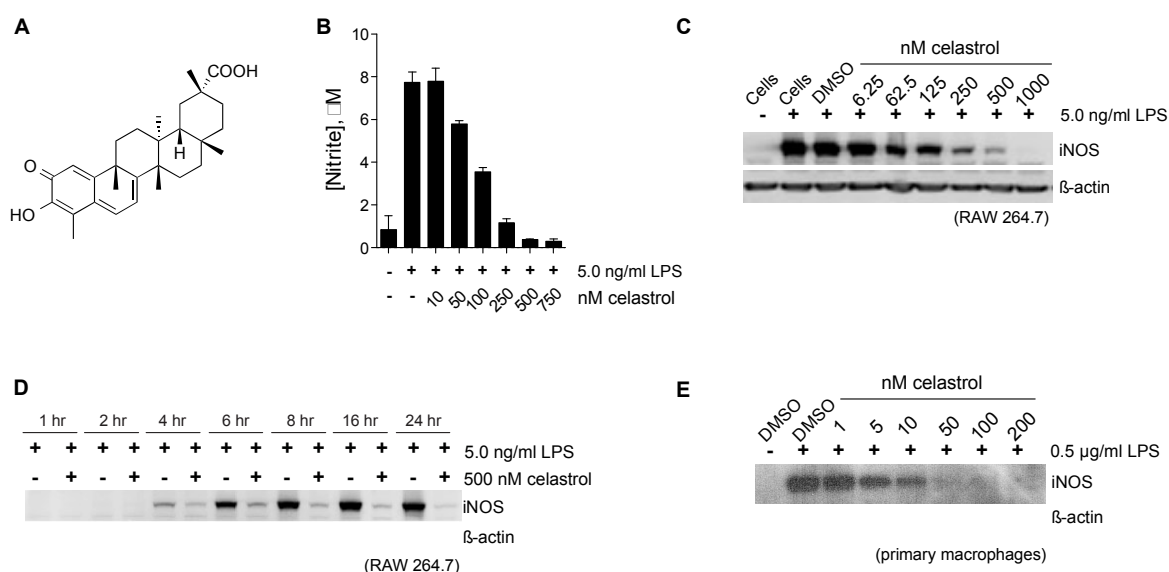 A
COOH
H
O
HO
B
[Nitrite], □M
10
8
6
4
2
0
- + + + + + + + 5.0 ng/ml LPS
- - 10 50 100 250 500 750 nM celastrol
C
nM celastrol
Cells Cells DMSO 6.25 62.5 125 250 500 1000
- + + + + + + + + 5.0 ng/ml LPS
iNOS
ß-actin
(RAW 264.7)
D
1 hr 2 hr 4 hr 6 hr 8 hr 16 hr 24 hr
+ + + + + + + + + + + + + + 5.0 ng/ml LPS
- + - + - + - + - + - + - + 500 nM celastrol
iNOS
ß-actin
(RAW 264.7)
E
nM celastrol
DMSO DMSO 1 5 10 50 100 200
- + + + + + + + 0.5 µg/ml LPS
iNOS
ß-actin
(primary macrophages)